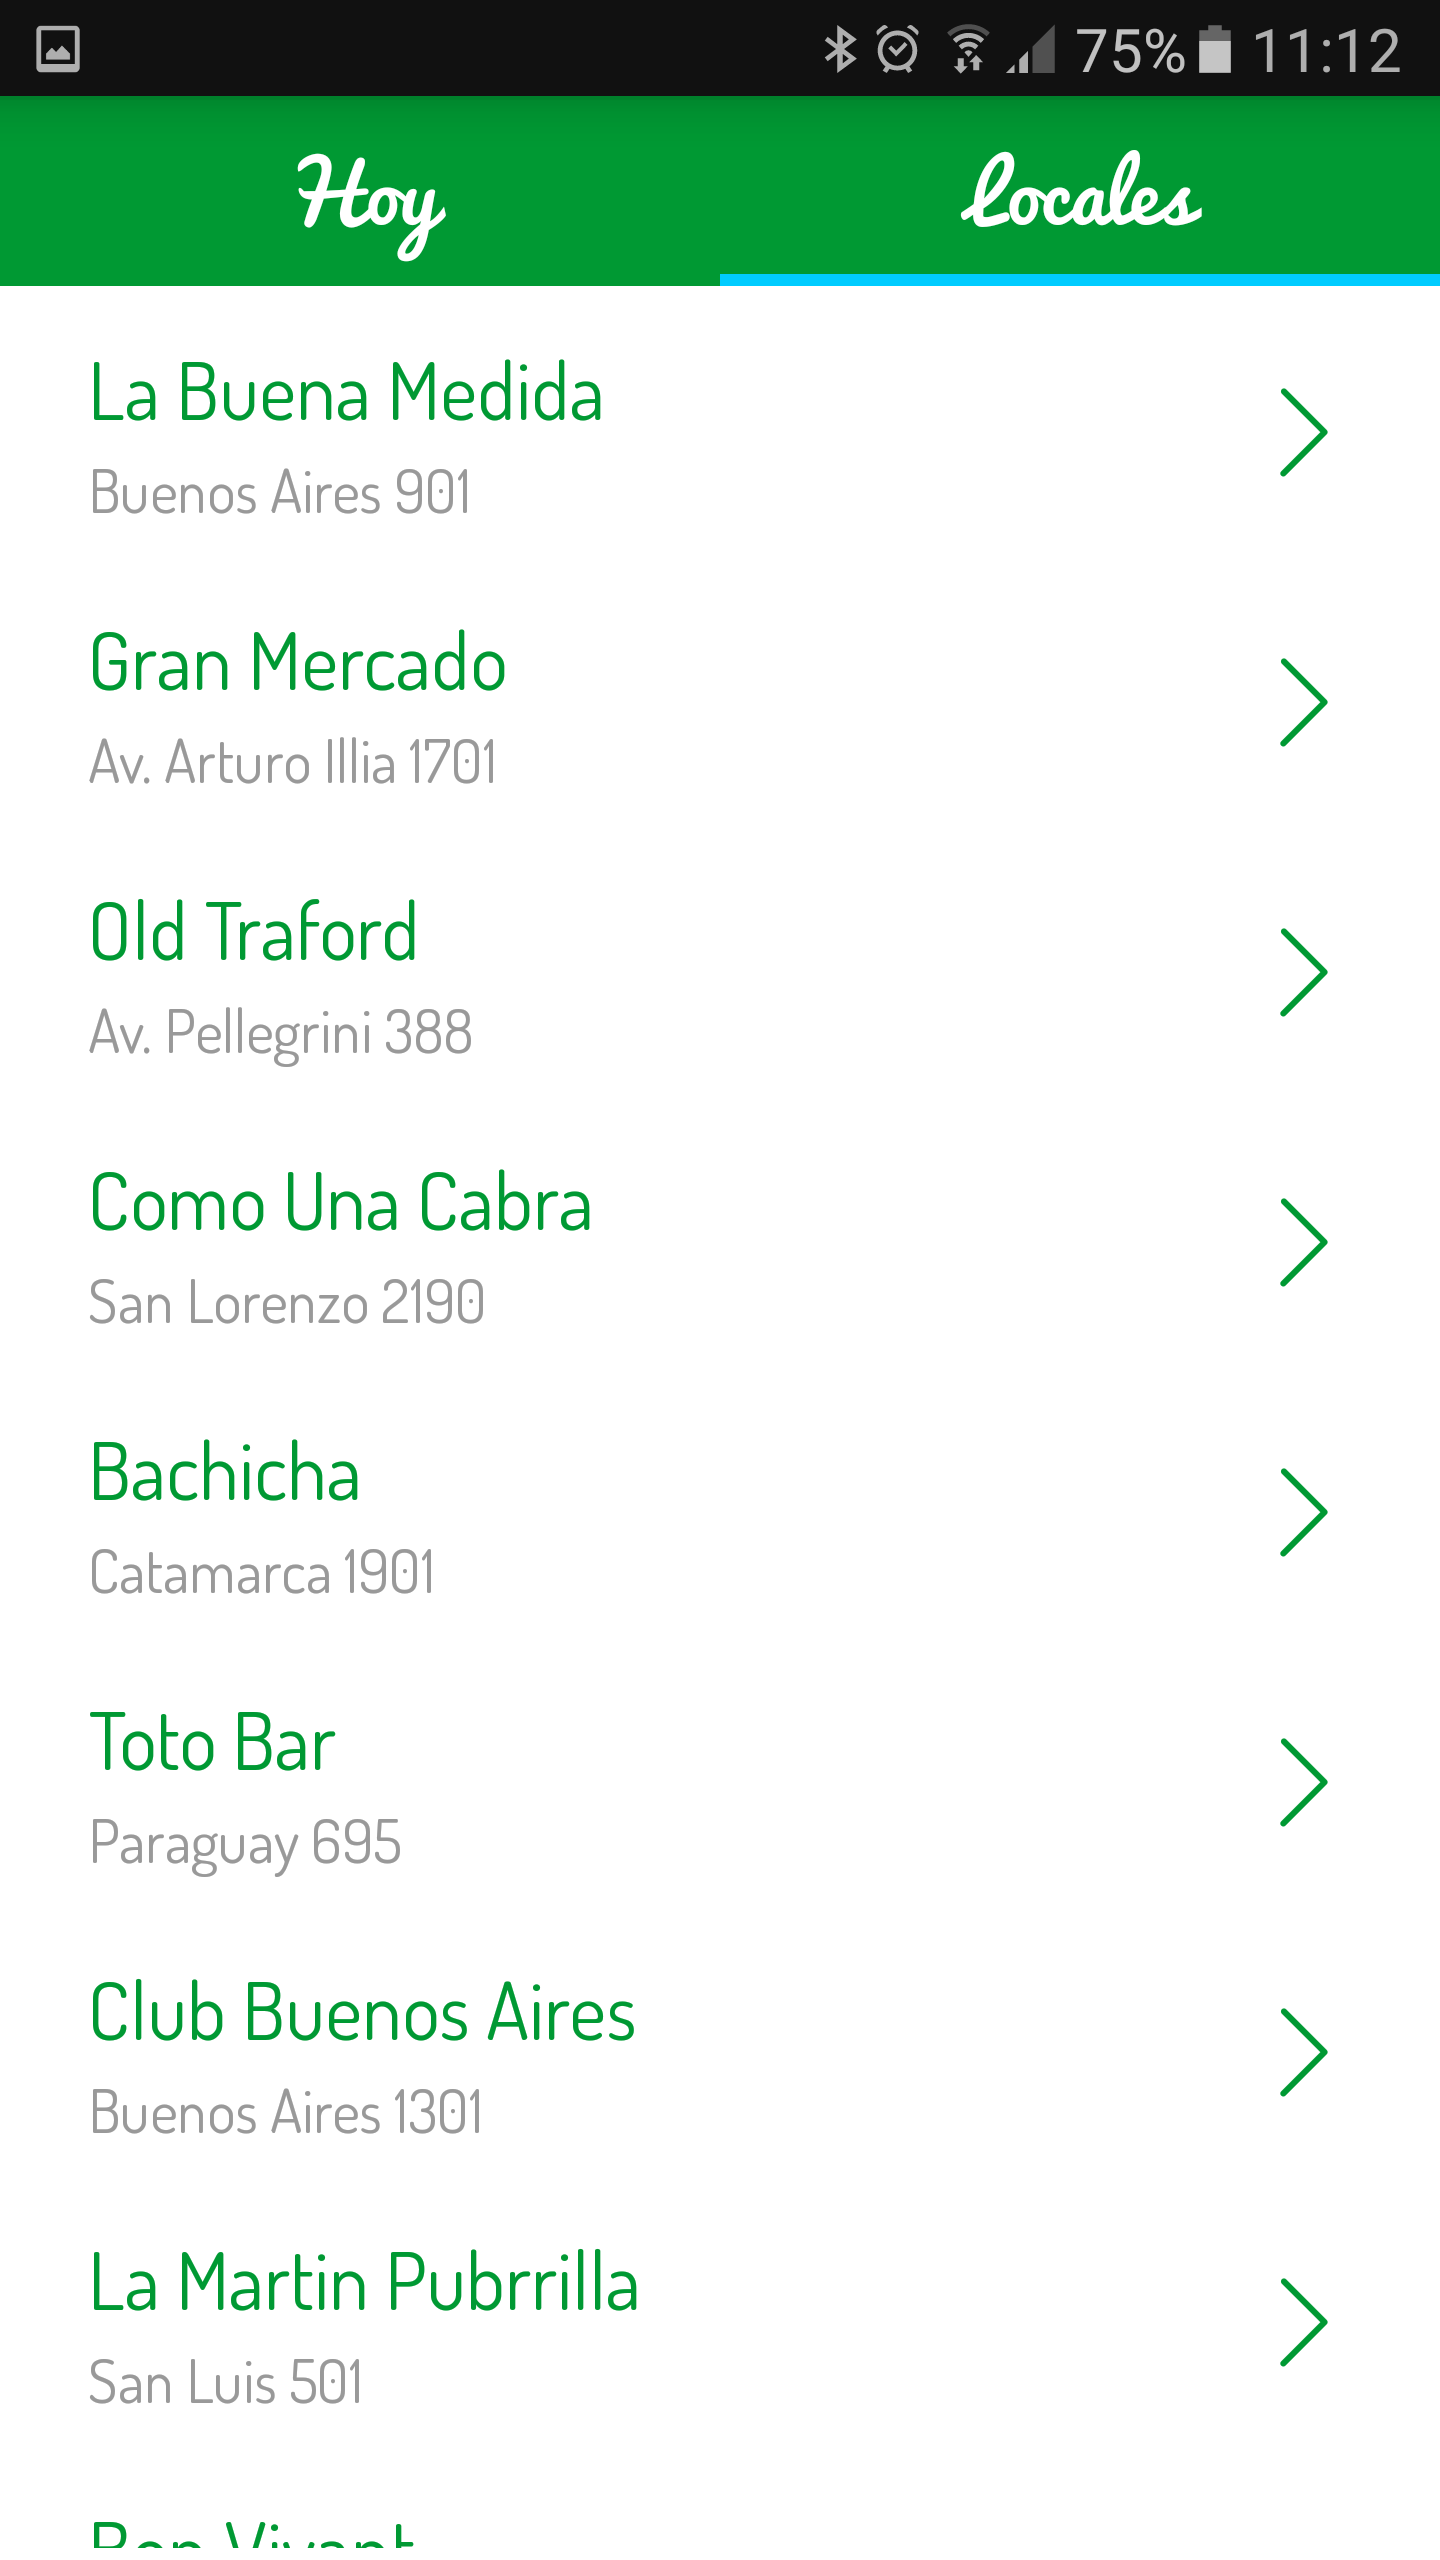 75% 11:12
Hoy Locales
La Buena Medida
Buenos Aires 901
Gran Mercado
Av. Arturo Illia 1701
Old Traford
Av. Pellegrini 388
Como Una Cabra
San Lorenzo 2190
Bachicha
Catamarca 1901
Toto Bar
Paraguay 695
Club Buenos Aires
Buenos Aires 1301
La Martin Pubrrilla
San Luis 501
Bon Vivant